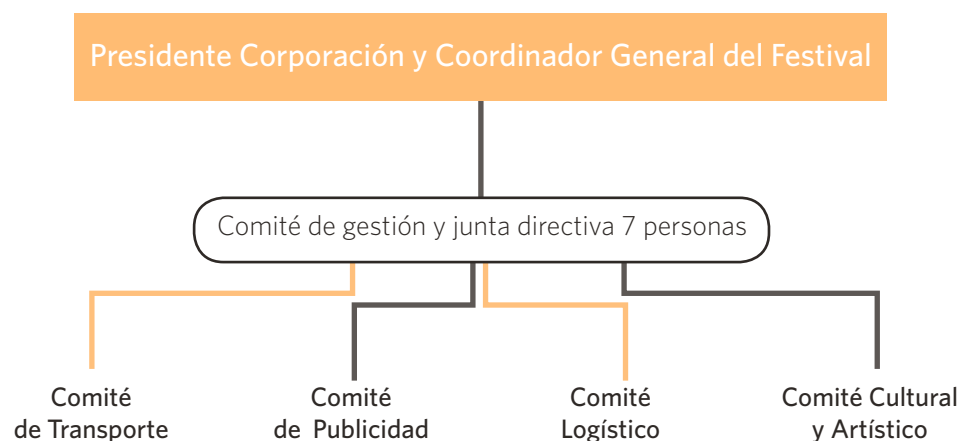 Presidente Corporación y Coordinador General del Festival
Comité de gestión y junta directiva 7 personas
Comité
de Transporte
Comité
de Publicidad
Comité
Logístico
Comité Cultural
y Artístico